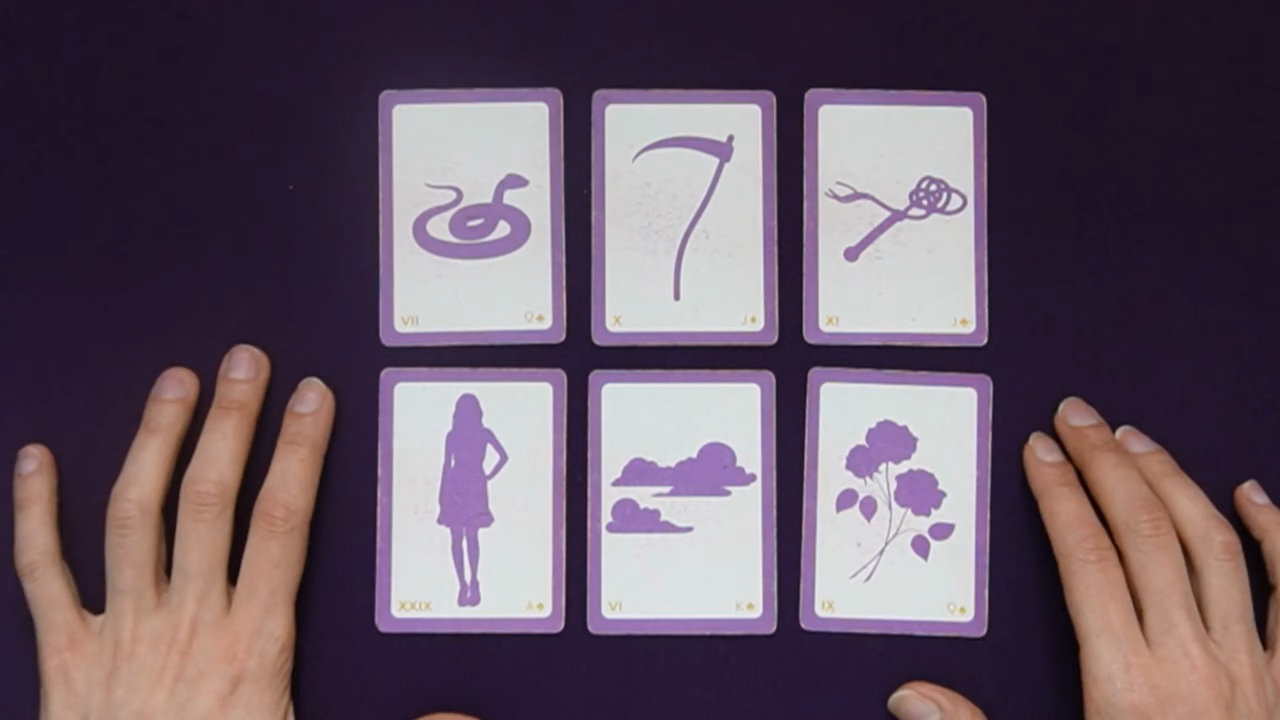 VII Q♠
X J♦
XI J♣
XXIX A♠
VI K♣
IX Q♠